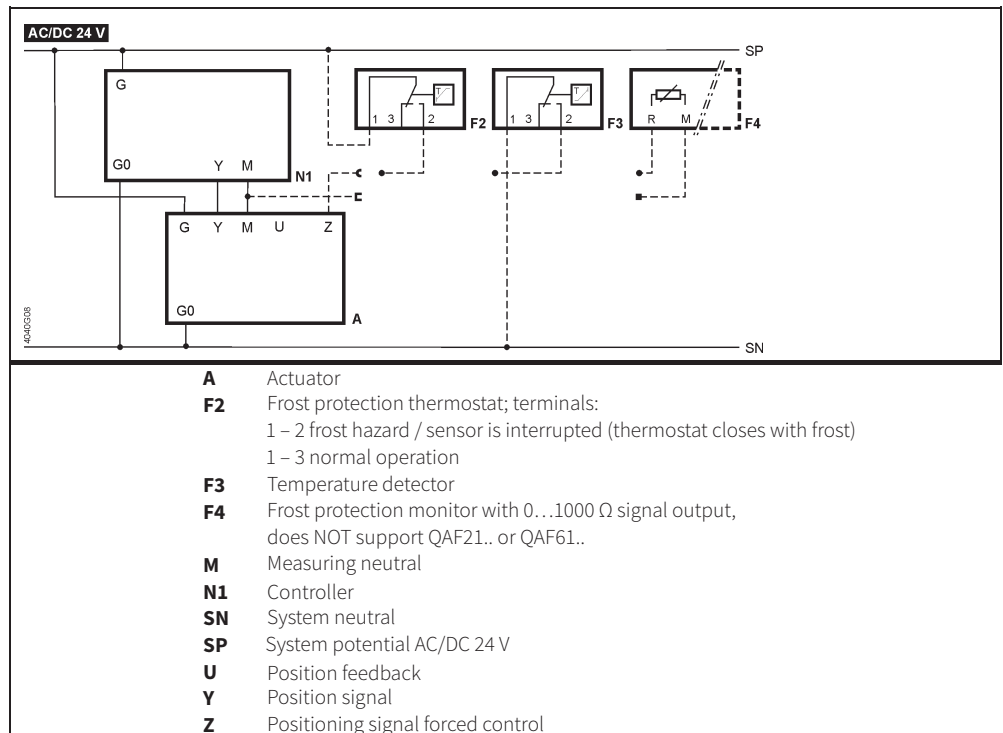 AC/DC 24 V
SP
G
1 3 2
F2
1 3 2
F3
R M
F4
G0 Y M
N1
G Y M U Z
G0
A
4040G08
SN
A Actuator
F2 Frost protection thermostat; terminals:
1 – 2 frost hazard / sensor is interrupted (thermostat closes with frost)
1 – 3 normal operation
F3 Temperature detector
F4 Frost protection monitor with 0…1000 Ω signal output,
does NOT support QAF21.. or QAF61..
M Measuring neutral
N1 Controller
SN System neutral
SP System potential AC/DC 24 V
U Position feedback
Y Position signal
Z Positioning signal forced control